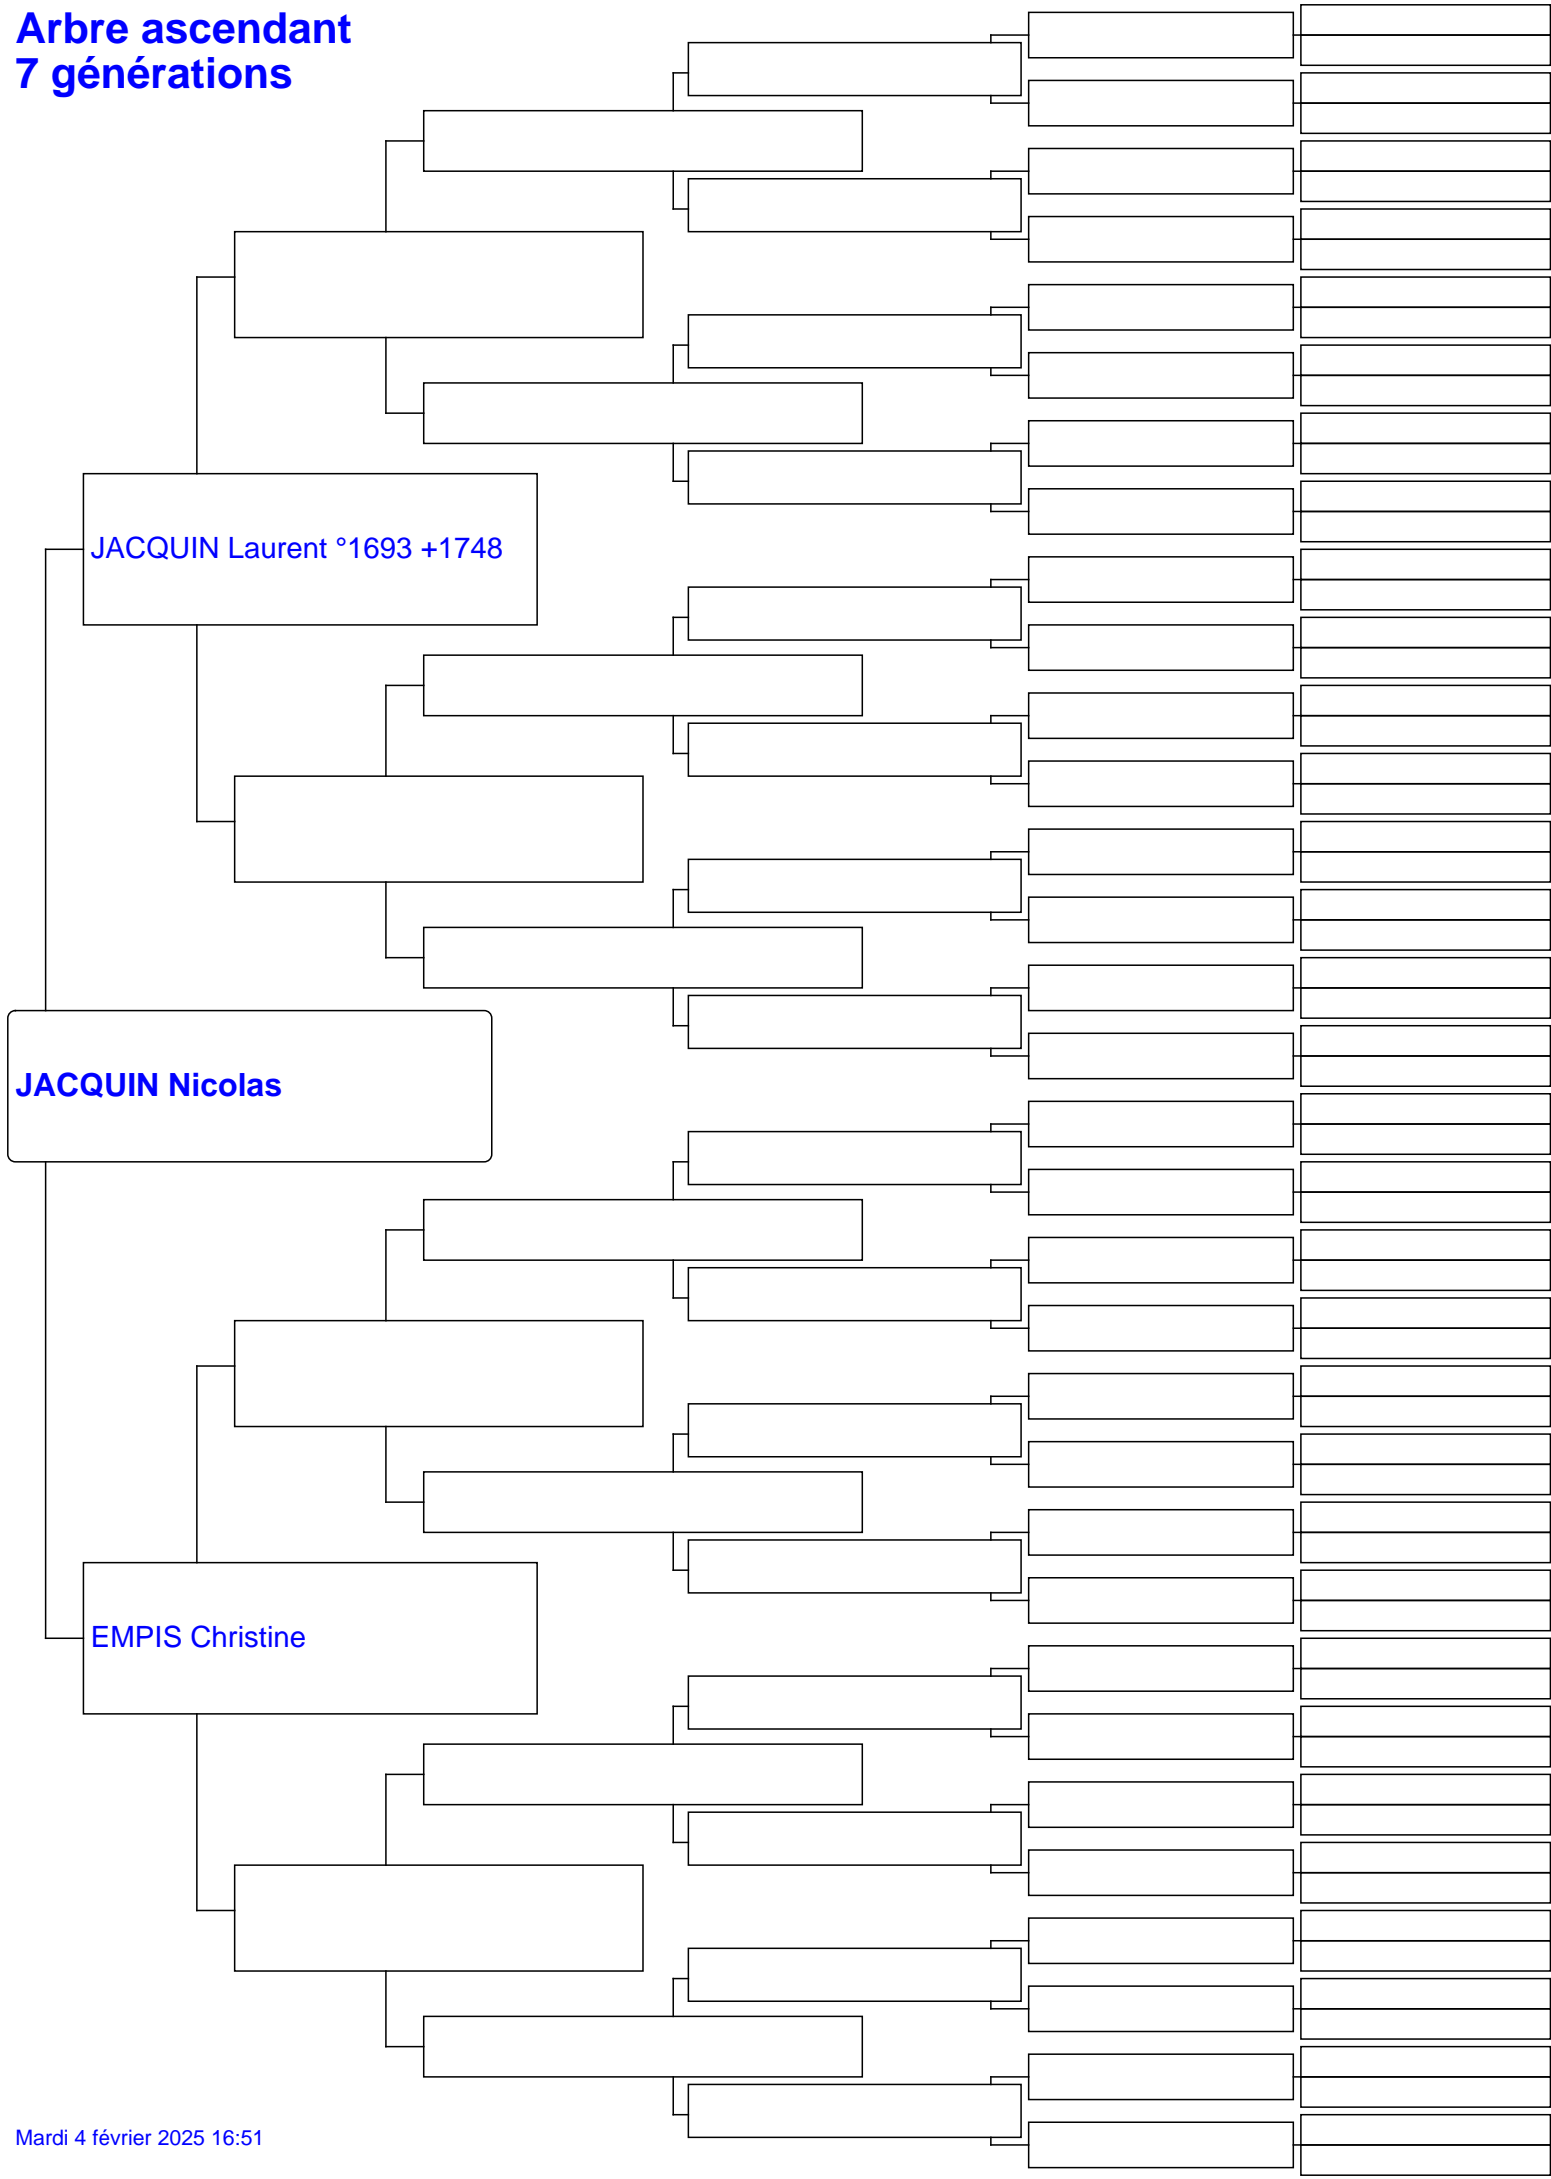 Arbre ascendant
7 générations
JACQUIN Laurent °1693 +1748
JACQUIN Nicolas
EMPIS Christine
Mardi 4 février 2025 16:51